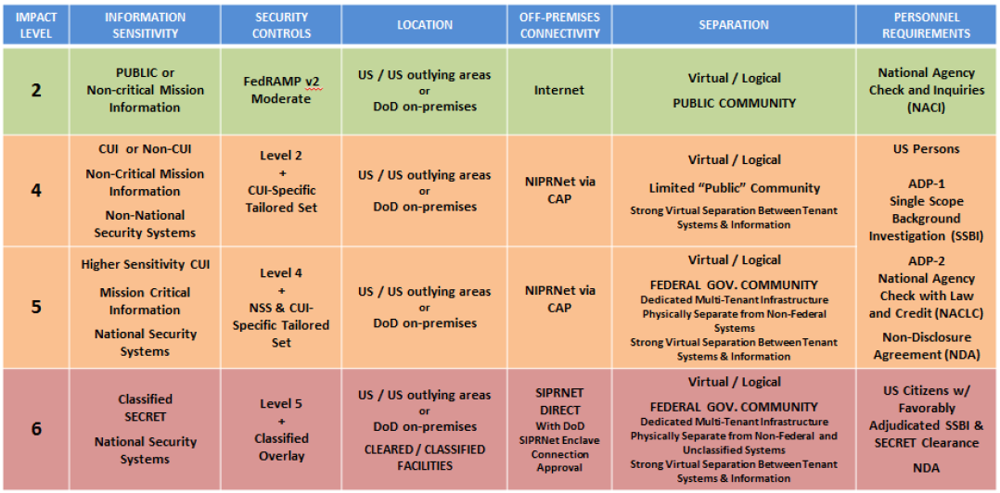 IMPACT
LEVEL
INFORMATION
SENSITIVITY
SECURITY
CONTROLS
LOCATION
OFF-PREMISES
CONNECTIVITY
SEPARATION
PERSONNEL
REQUIREMENTS
2
PUBLIC or
Non-critical Mission
Information
FedRAMP v2
Moderate
US / US outlying areas
or
DoD on-premises
Internet
Virtual / Logical
PUBLIC COMMUNITY
National Agency
Check and Inquiries
(NACI)
4
CUI or Non-CUI
Non-Critical Mission
Information
Non-National
Security Systems
Level 2
+
CUI-Specific
Tailored Set
US / US outlying areas
or
DoD on-premises
NIPRNet via
CAP
Virtual / Logical
Limited “Public” Community
Strong Virtual Separation Between Tenant
Systems & Information
US Persons
ADP-1
Single Scope
Background
Investigation (SSBI)
ADP-2
National Agency
Check with Law
and Credit (NACLC)
Non-Disclosure
Agreement (NDA)
5
Higher Sensitivity CUI
Mission Critical
Information
National Security
Systems
Level 4
+
NSS & CUI-
Specific Tailored
Set
US / US outlying areas
or
DoD on-premises
NIPRNet via
CAP
Virtual / Logical
FEDERAL GOV. COMMUNITY
Dedicated Multi-Tenant Infrastructure
Physically Separate from Non-Federal
Systems
Strong Virtual Separation Between Tenant
Systems & Information
6
Classified
SECRET
National Security
Systems
Level 5
+
Classified
Overlay
US / US outlying areas
or
DoD on-premises
CLEARED / CLASSIFIED
FACILITIES
SIPRNET
DIRECT
With DoD
SIPRNet Enclave
Connection
Approval
Virtual / Logical
FEDERAL GOV. COMMUNITY
Dedicated Multi-Tenant Infrastructure
Physically Separate from Non-Federal and
Unclassified Systems
Strong Virtual Separation Between Tenant
Systems & Information
US Citizens w/
Favorably
Adjudicated SSBI &
SECRET Clearance
NDA